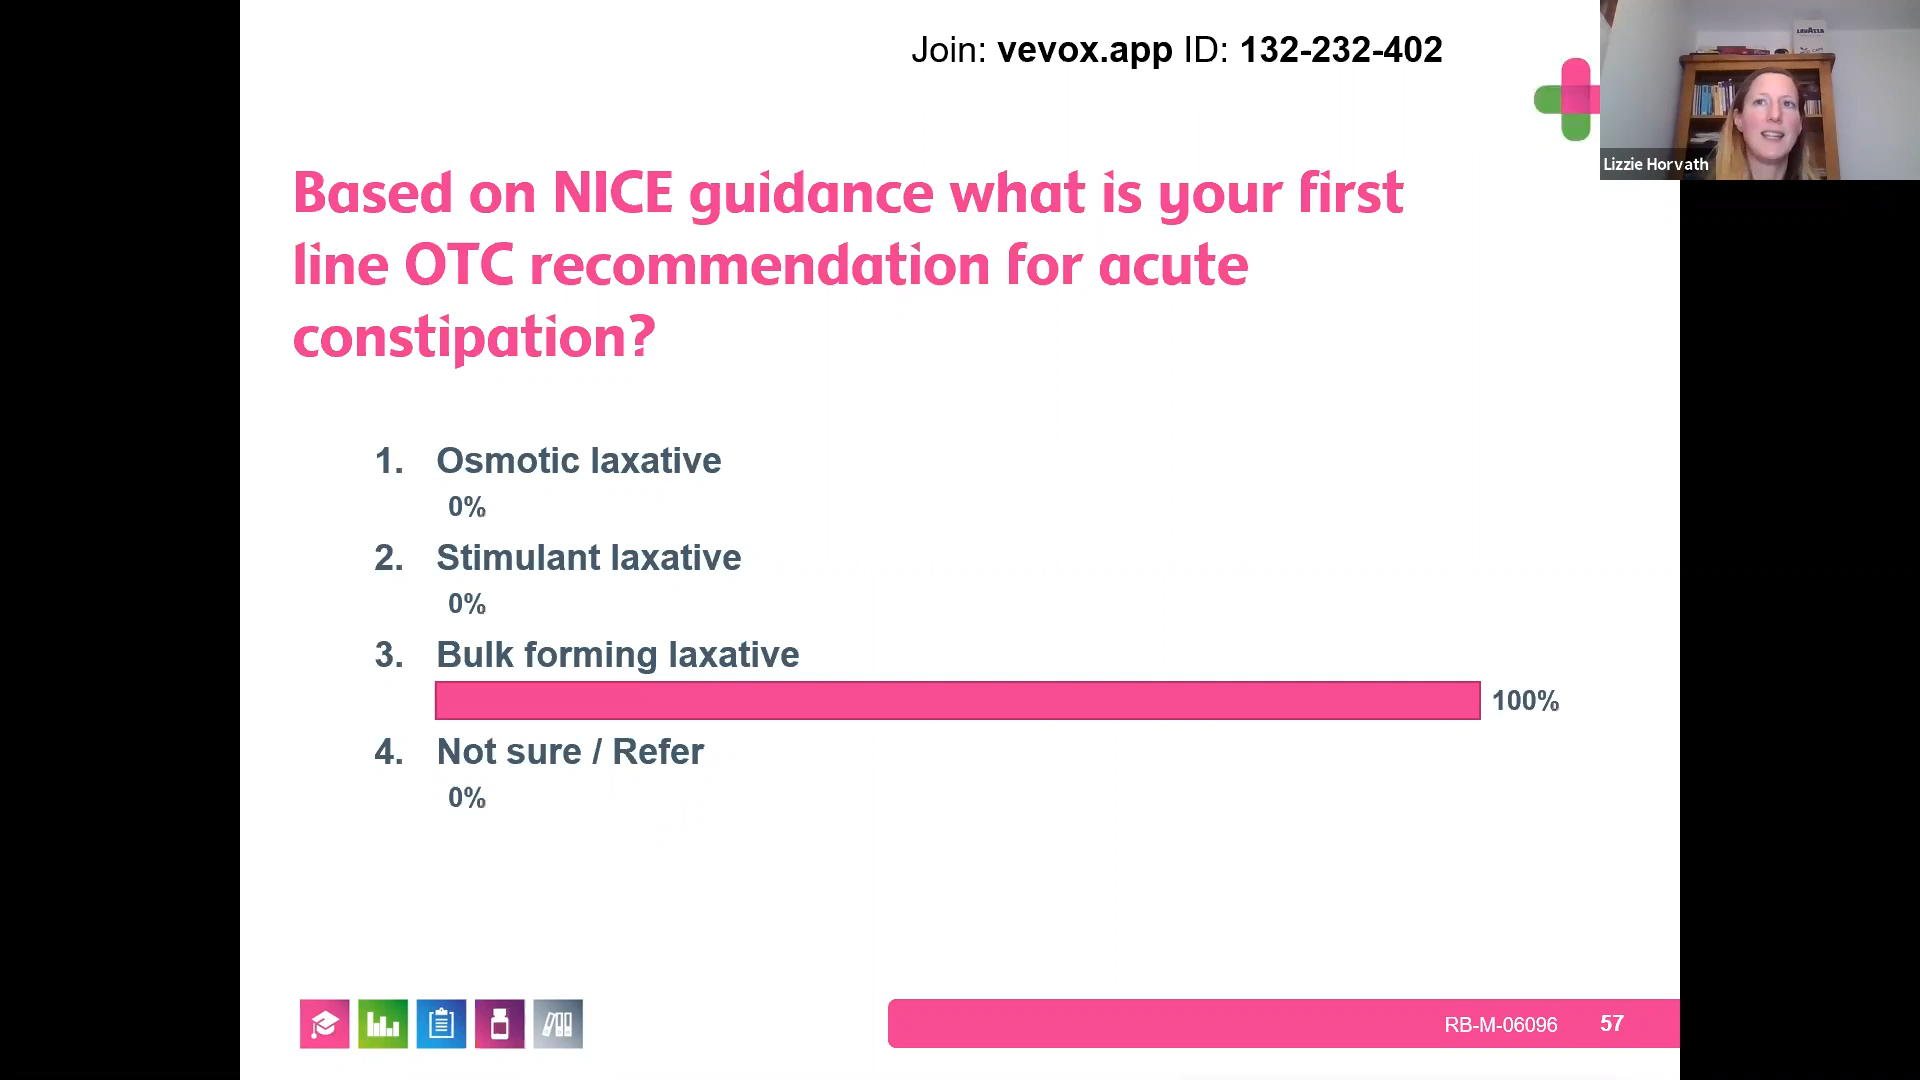 Join: vevox.app ID: 132-232-402
LAVAZZA
Lizzie Horvath
Based on NICE guidance what is your first
line OTC recommendation for acute
constipation?
1. Osmotic laxative
0%
2. Stimulant laxative
0%
3. Bulk forming laxative
100%
4. Not sure / Refer
0%
RB-M-06096 57